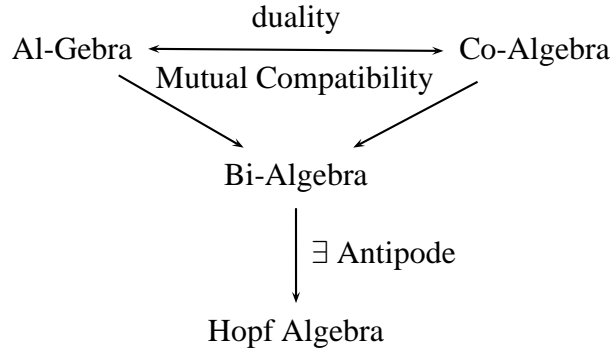 duality
Al-Gebra Co-Algebra
Mutual Compatibility
Bi-Algebra
∃ Antipode
Hopf Algebra